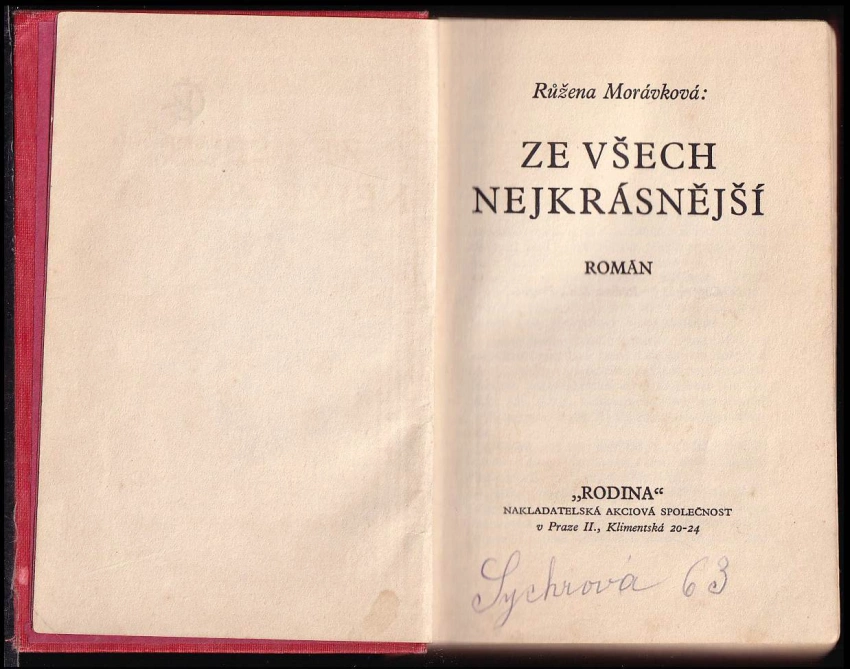 Růžena Morávková:
ZE VŠECH
NEJKRÁSNĚJŠÍ
ROMÁN
„RODINA“
NAKLADATELSKÁ AKCIOVÁ SPOLEČNOST
v Praze II., Klimentská 20-24
Sychrová 63